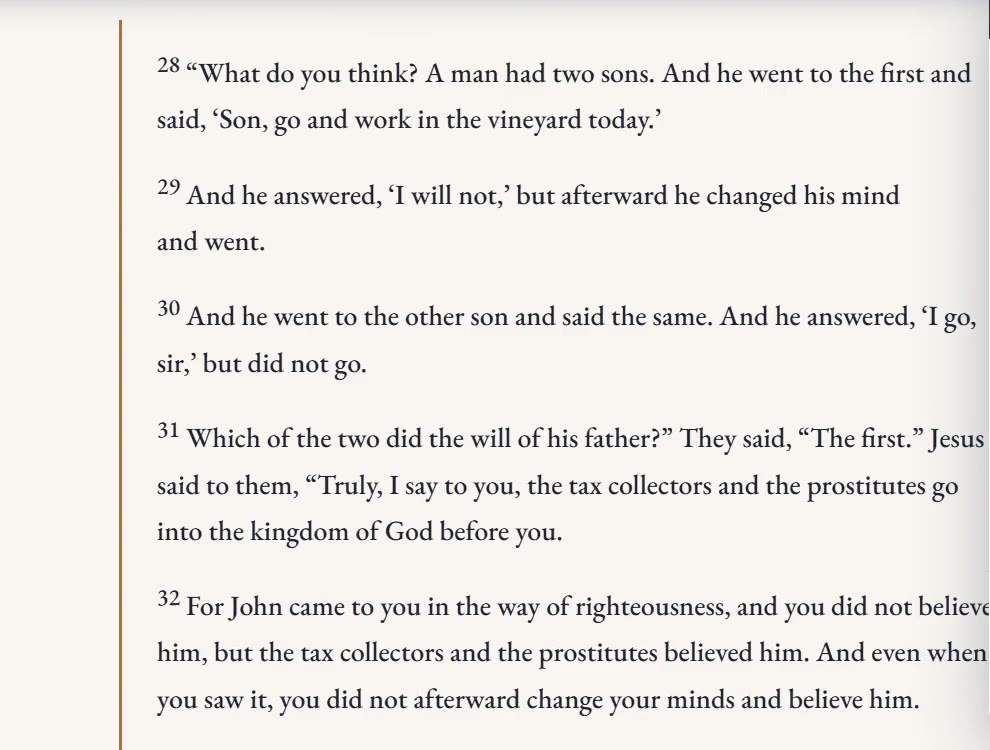 28 “What do you think? A man had two sons. And he went to the first and
said, ‘Son, go and work in the vineyard today.’
29 And he answered, ‘I will not,’ but afterward he changed his mind
and went.
30 And he went to the other son and said the same. And he answered, ‘I go,
sir,’ but did not go.
31 Which of the two did the will of his father?” They said, “The first.” Jesus
said to them, “Truly, I say to you, the tax collectors and the prostitutes go
into the kingdom of God before you.
32 For John came to you in the way of righteousness, and you did not believe
him, but the tax collectors and the prostitutes believed him. And even when
you saw it, you did not afterward change your minds and believe him.